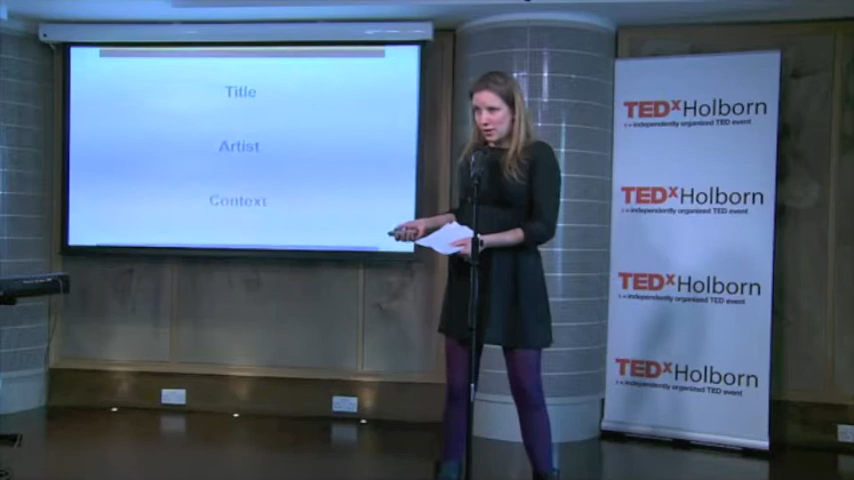 Title
Artist
Context
TEDxHolborn
x = independently organized TED event
TEDxHolborn
x = independently organized TED event
TEDxHolborn
x = independently organized TED event
TEDxHolborn
x = independently organized TED event